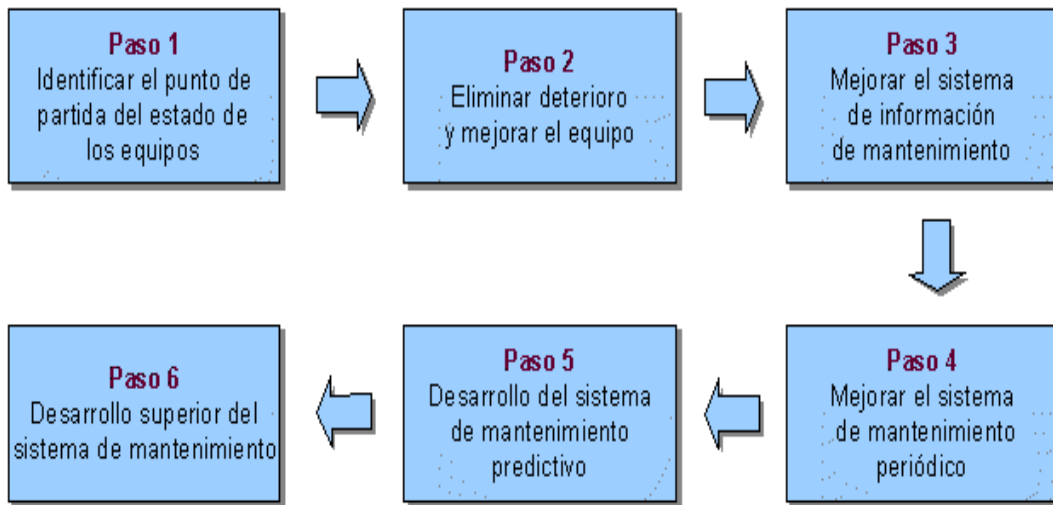 Paso 1
Identificar el punto de
partida del estado de
los equipos
Paso 2
Eliminar deterioro
y mejorar el equipo
Paso 3
Mejorar el sistema
de información
de mantenimiento
Paso 4
Mejorar el sistema
de mantenimiento
periódico
Paso 5
Desarrollo del sistema
de mantenimiento
predictivo
Paso 6
Desarrollo superior del
sistema de mantenimiento